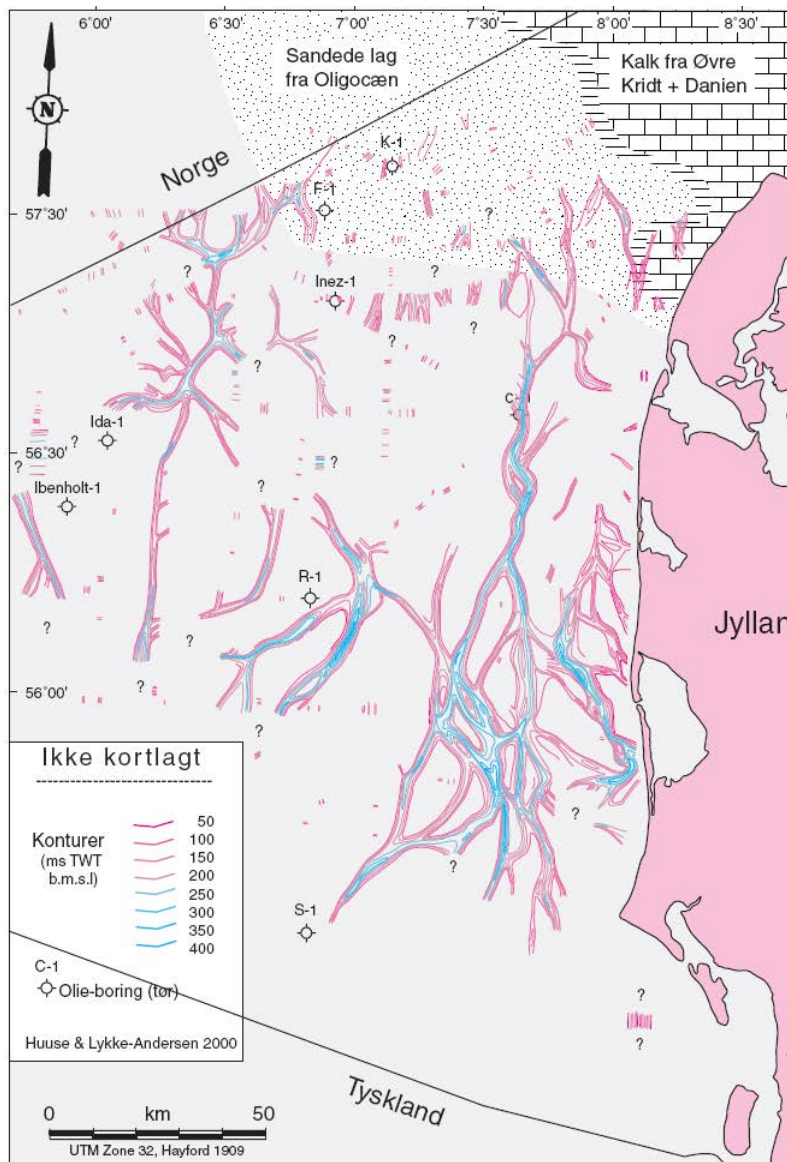 6°00' 6°30' 7°00' 7°30' 8°00' 8°30'
Sandede lag
fra Oligocæn
Kalk fra Øvre
Kridt + Danien
N
Norge
K-1
F-1
57°30'
?
?
Inez-1
?
?
?
?
Ida-1
56°30'
?
?
?
Ibenholt-1
?
R-1
?
?
Jyllan
?
56°00'
?
Ikke kortlagt
Konturer
(ms TWT
b.m.s.l)
50
100
150
200
250
300
350
400
?
?
S-1
C-1
Olie-boring (tør)
?
?
Huuse & Lykke-Andersen 2000
Tyskland
0 km 50
UTM Zone 32, Hayford 1909